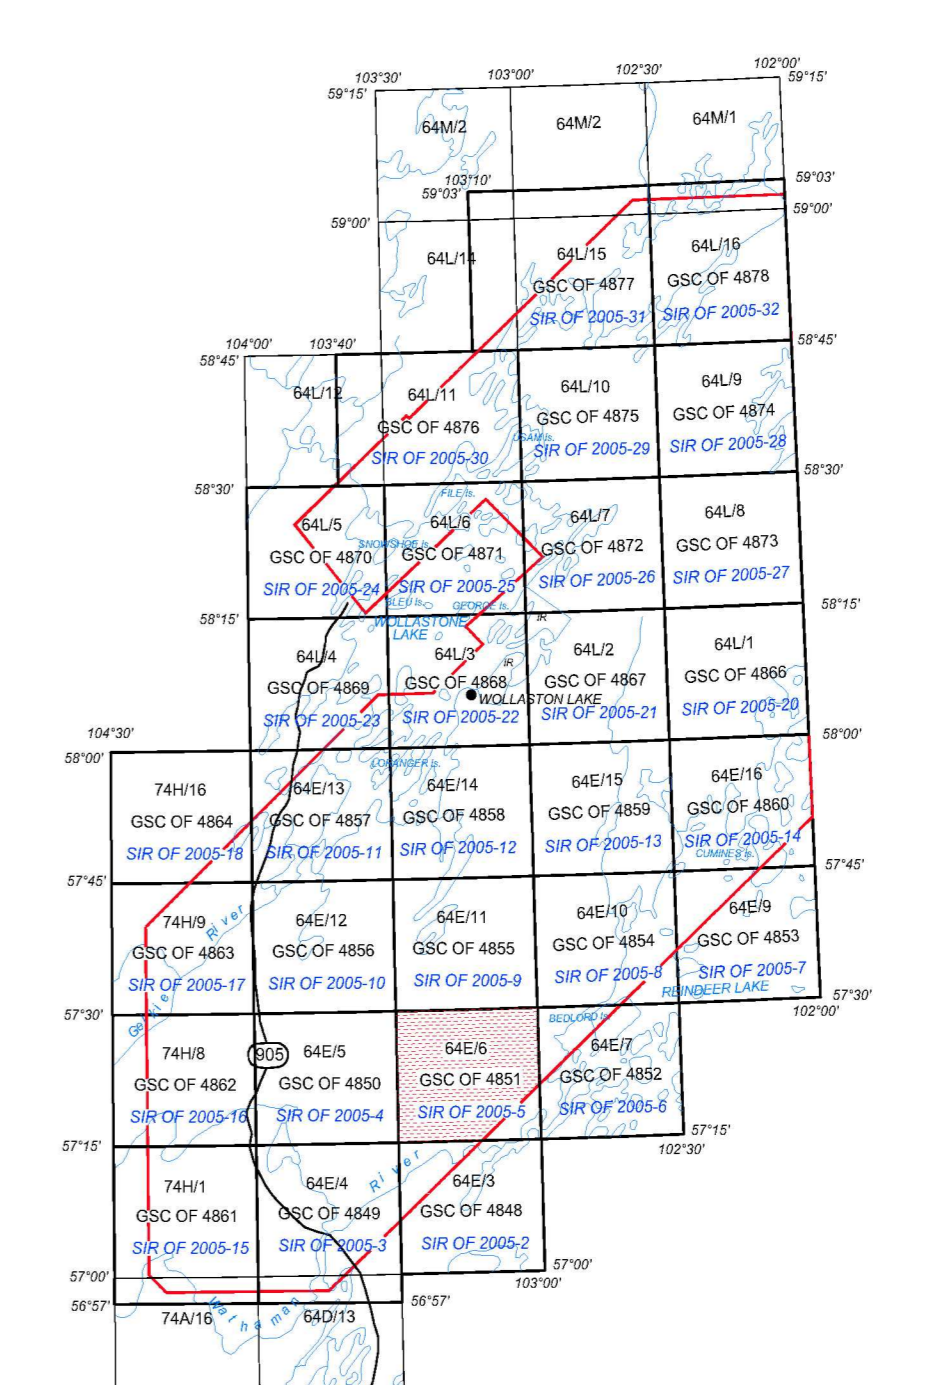 103°30'
103°00'
102°30'
102°00'
59°15'
59°15'
64M/2
64M/2
64M/1
103°10'
59°03'
59°03'
59°00'
59°00'
64L/14
64L/15
GSC OF 4877
SIR OF 2005-31
64L/16
GSC OF 4878
SIR OF 2005-32
104°00'
103°40'
58°45'
58°45'
64L/12
64L/11
GSC OF 4876
SIR OF 2005-30
64L/10
GSC OF 4875
USAM Is.
SIR OF 2005-29
64L/9
GSC OF 4874
SIR OF 2005-28
58°30'
58°30'
FILE Is.
64L/5
GSC OF 4870
SIR OF 2005-24
64L/6
SNOWSHOE Is.
GSC OF 4871
SIR OF 2005-25
BLEU Is.
GEORGE Is.
64L/7
GSC OF 4872
SIR OF 2005-26
64L/8
GSC OF 4873
SIR OF 2005-27
58°15'
58°15'
WOLLASTONE
LAKE
IR
64L/4
GSC OF 4869
SIR OF 2005-23
64L/3
IR
GSC OF 4868
WOLLASTON LAKE
SIR OF 2005-22
64L/2
GSC OF 4867
SIR OF 2005-21
64L/1
GSC OF 4866
SIR OF 2005-20
104°30'
58°00'
58°00'
LORANGER Is.
74H/16
GSC OF 4864
SIR OF 2005-18
64E/13
GSC OF 4857
SIR OF 2005-11
64E/14
GSC OF 4858
SIR OF 2005-12
64E/15
GSC OF 4859
SIR OF 2005-13
64E/16
GSC OF 4860
SIR OF 2005-14
CUMINES Is.
57°45'
57°45'
74H/9
GSC OF 4863
SIR OF 2005-17
Geikie
River
64E/12
GSC OF 4856
SIR OF 2005-10
64E/11
GSC OF 4855
SIR OF 2005-9
64E/10
GSC OF 4854
SIR OF 2005-8
64E/9
GSC OF 4853
SIR OF 2005-7
REINDEER LAKE
57°30'
57°30'
102°00'
BEDLORD Is.
74H/8
GSC OF 4862
SIR OF 2005-16
905
64E/5
GSC OF 4850
SIR OF 2005-4
64E/6
GSC OF 4851
SIR OF 2005-5
64E/7
GSC OF 4852
SIR OF 2005-6
57°15'
57°15'
102°30'
74H/1
GSC OF 4861
SIR OF 2005-15
64E/4
GSC OF 4849
SIR OF 2005-3
River
64E/3
GSC OF 4848
SIR OF 2005-2
57°00'
57°00'
103°00'
56°57'
56°57'
Wathaman
74A/16
64D/13